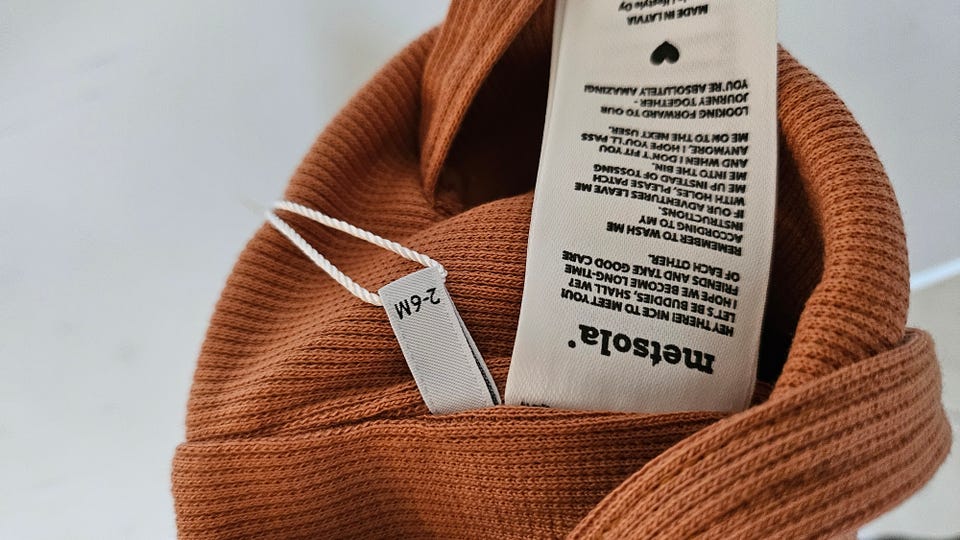 metsola
HEY THERE! NICE TO MEET YOU!
LET'S BE BUDDIES, SHALL WE?
I HOPE WE BECOME LONG-TIME
FRIENDS AND TAKE GOOD CARE
OF EACH OTHER.
REMEMBER TO WASH ME
ACCORDING TO MY
INSTRUCTIONS.
IF OUR ADVENTURES LEAVE ME
WITH HOLES, PLEASE PATCH
ME UP INSTEAD OF TOSSING
ME INTO THE BIN.
AND WHEN I DON'T FIT YOU
ANYMORE, I HOPE YOU'LL PASS
ME ON TO THE NEXT USER.
LOOKING FORWARD TO OUR
JOURNEY TOGETHER -
YOU'RE ABSOLUTELY AMAZING!
Lifestyle Oy
MADE IN LATVIA
2-6M